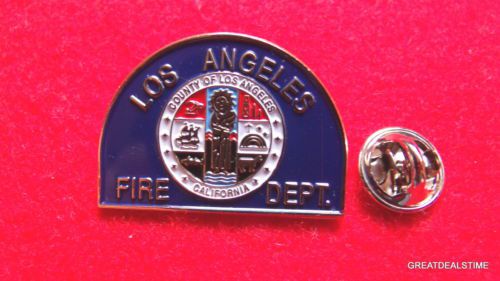 LOS ANGELES
COUNTY OF LOS ANGELES
CALIFORNIA
FIRE DEPT.
GREATDEALSTIME